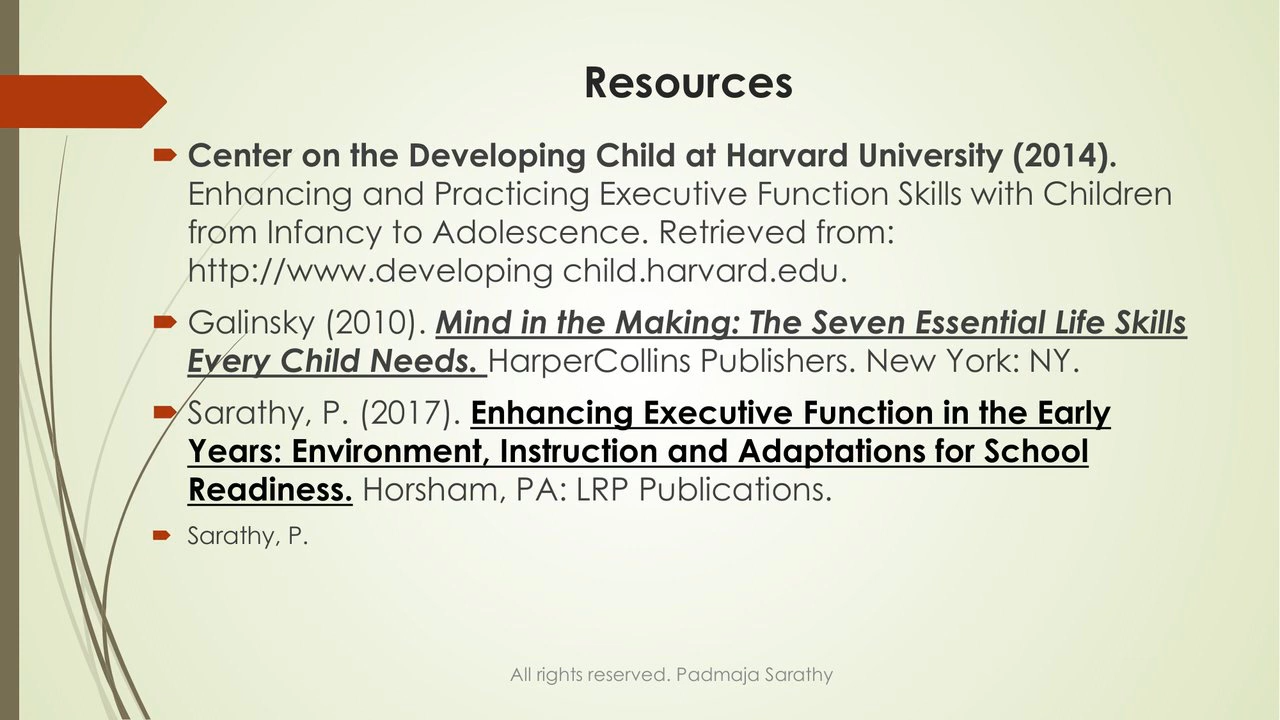 Resources
Center on the Developing Child at Harvard University (2014).
Enhancing and Practicing Executive Function Skills with Children
from Infancy to Adolescence. Retrieved from:
http://www.developing child.harvard.edu.
Galinsky (2010). Mind in the Making: The Seven Essential Life Skills
Every Child Needs. HarperCollins Publishers. New York: NY.
Sarathy, P. (2017). Enhancing Executive Function in the Early
Years: Environment, Instruction and Adaptations for School
Readiness. Horsham, PA: LRP Publications.
Sarathy, P.
All rights reserved. Padmaja Sarathy